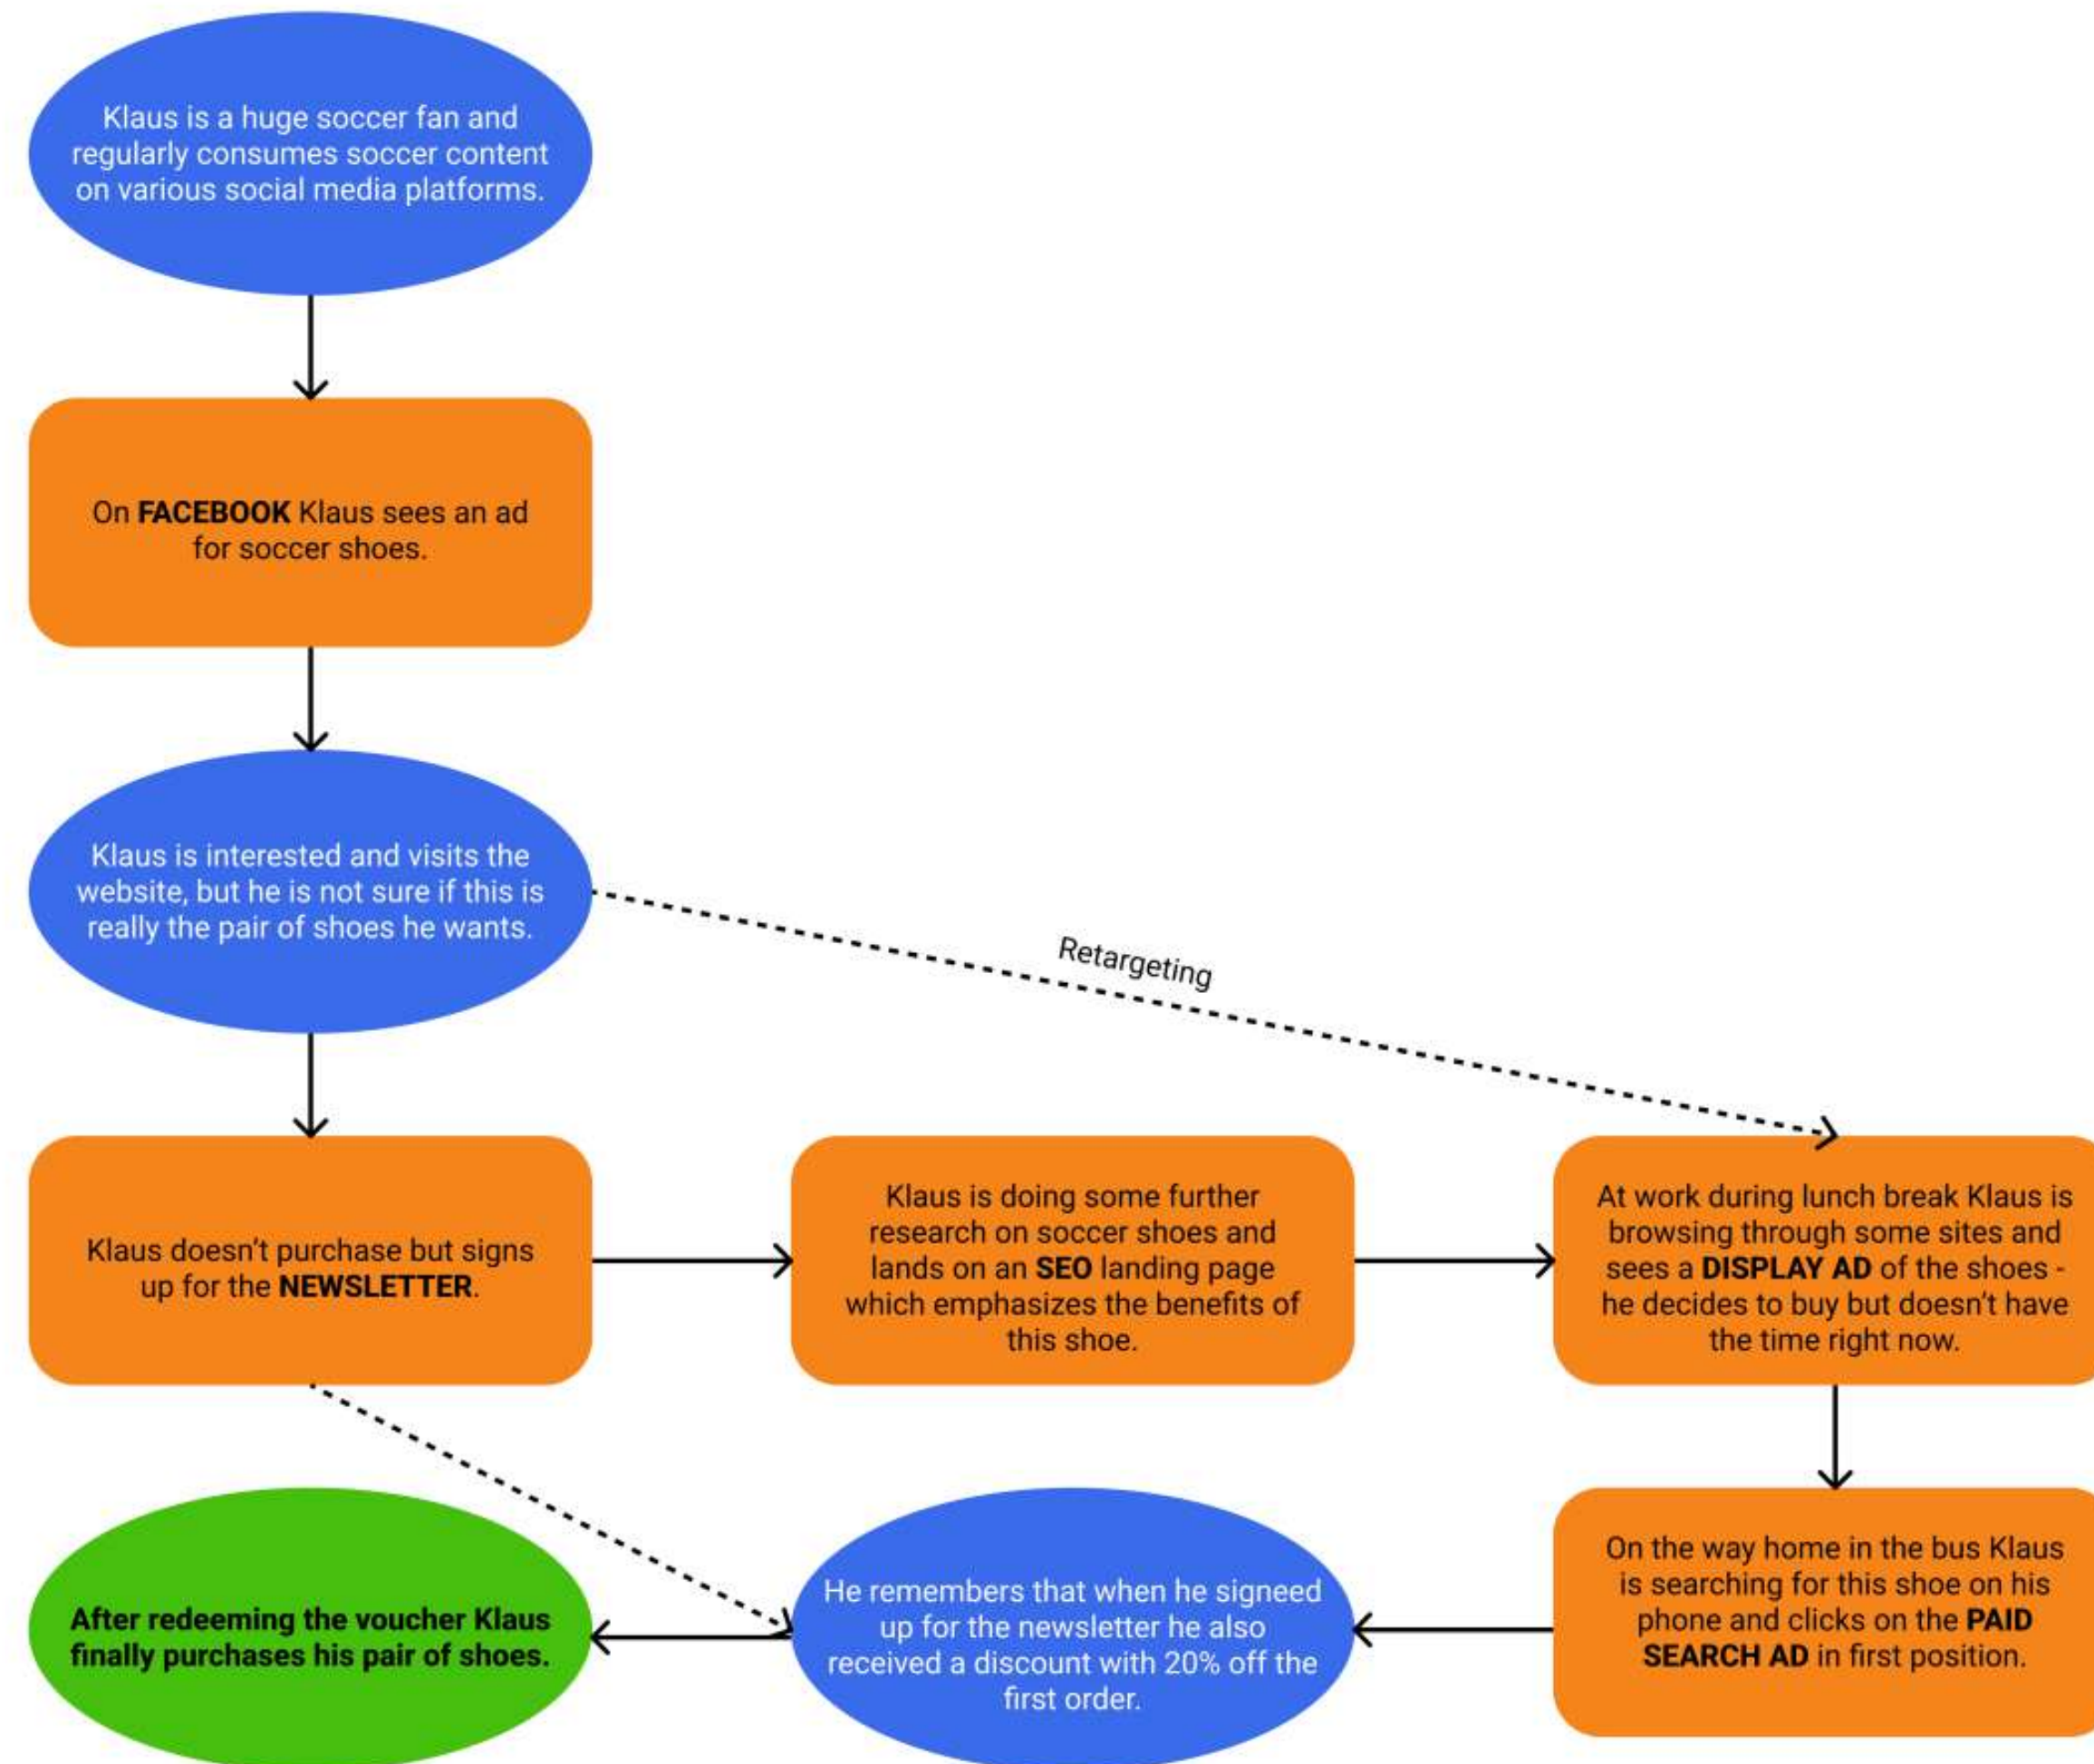 Klaus is a huge soccer fan and
regularly consumes soccer content
on various social media platforms.
On FACEBOOK Klaus sees an ad
for soccer shoes.
Klaus is interested and visits the
website, but he is not sure if this is
really the pair of shoes he wants.
Retargeting
Klaus doesn't purchase but signs
up for the NEWSLETTER.
Klaus is doing some further
research on soccer shoes and
lands on an SEO landing page
which emphasizes the benefits of
this shoe.
At work during lunch break Klaus is
browsing through some sites and
sees a DISPLAY AD of the shoes -
he decides to buy but doesn't have
the time right now.
On the way home in the bus Klaus
is searching for this shoe on his
phone and clicks on the PAID
SEARCH AD in first position.
He remembers that when he signeed
up for the newsletter he also
received a discount with 20% off the
first order.
After redeeming the voucher Klaus
finally purchases his pair of shoes.